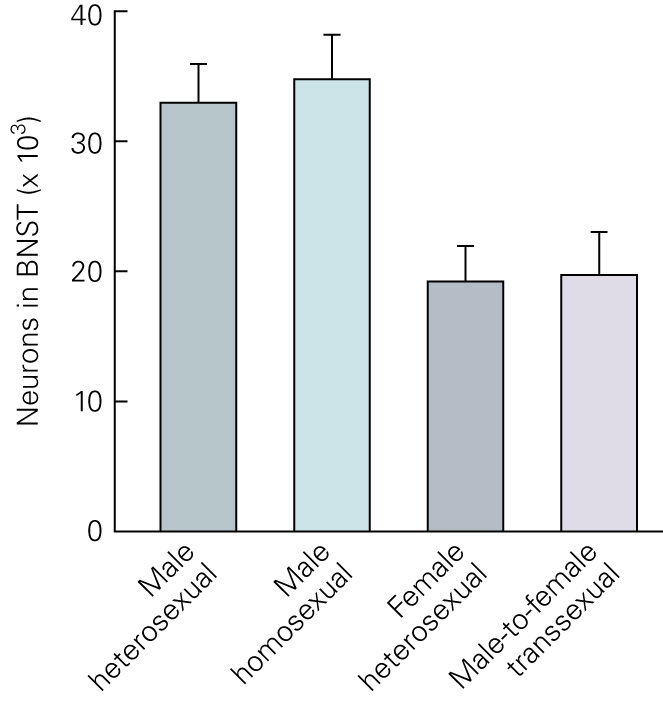 Neurons in BNST (x 10³)
40
30
20
10
0
Male
heterosexual
Male
homosexual
Female
heterosexual
Male-to-female
transsexual